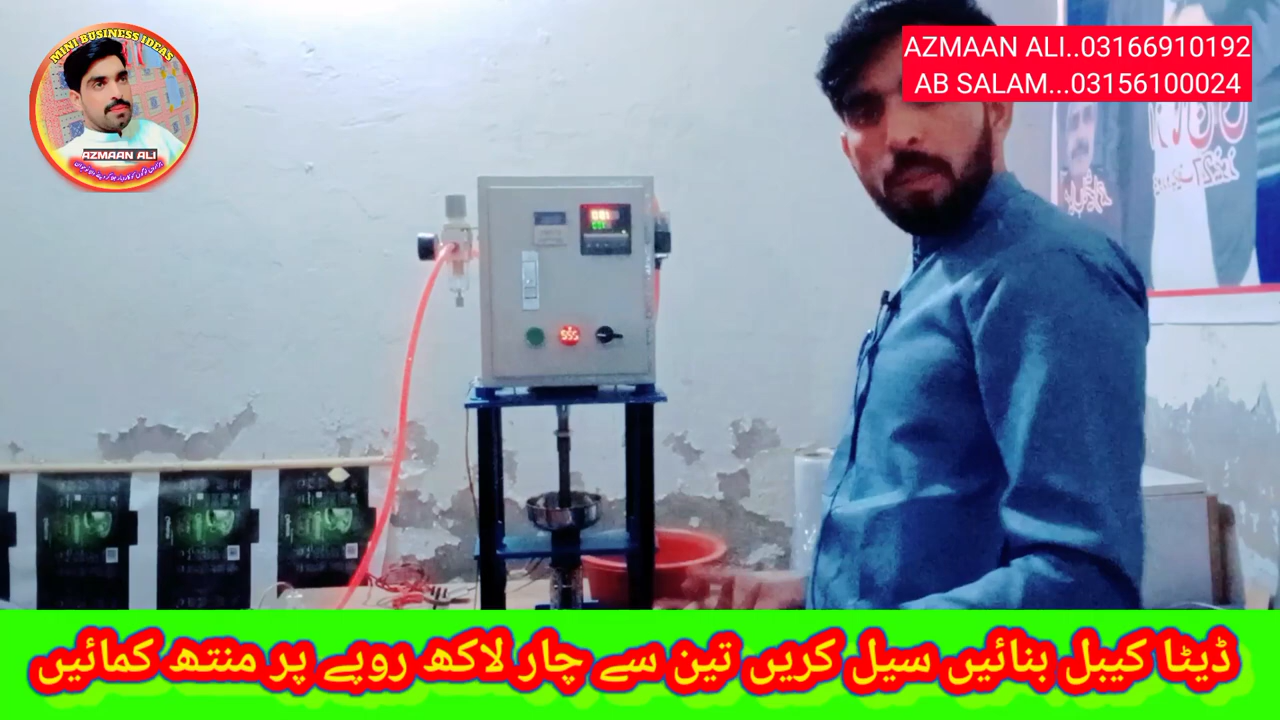 MINI BUSINESS IDEAS
AZMAAN ALI
AZMAAN ALI..03166910192
AB SALAM...03156100024
ڈیٹا کیبل بنائیں سیل کریں تین سے چار لاکھ روپے پر منتھ کمائیں